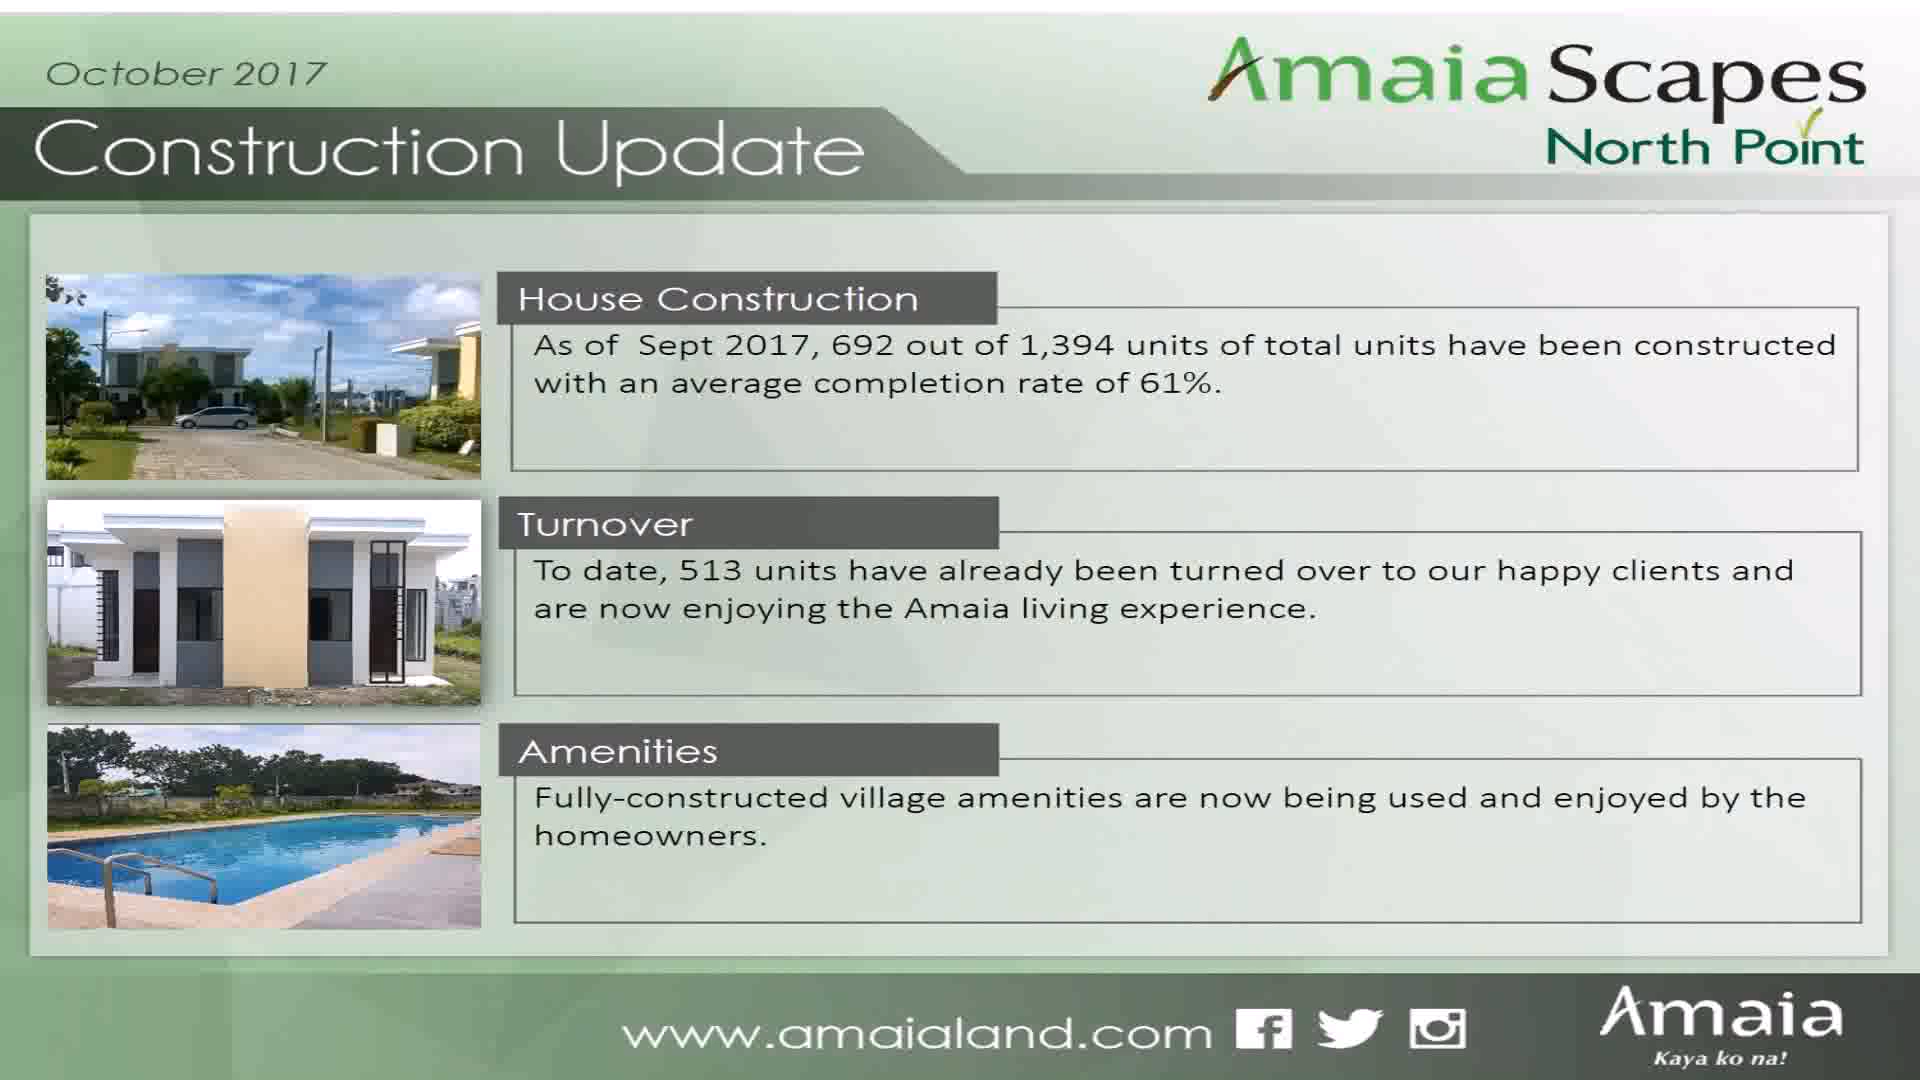 October 2017
Construction Update
Amaia Scapes
North Point
House Construction
As of Sept 2017, 692 out of 1,394 units of total units have been constructed
with an average completion rate of 61%.
Turnover
To date, 513 units have already been turned over to our happy clients and
are now enjoying the Amaia living experience.
Amenities
Fully-constructed village amenities are now being used and enjoyed by the
homeowners.
www.amaialand.com
Amaia
Kaya ko na!